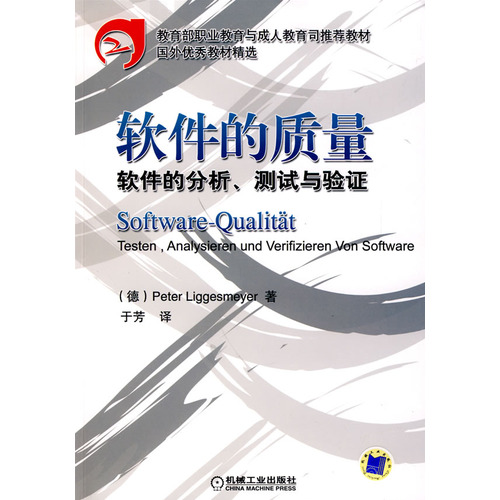 教育部职业教育与成人教育司推荐教材
国外优秀教材精选
软件的质量
软件的分析、测试与验证
Software-Qualität
Testen , Analysieren und Verifizieren Von Software
（德）Peter Liggesmeyer 著
于芳 译
机械工业出版社
CHINA MACHINE PRESS